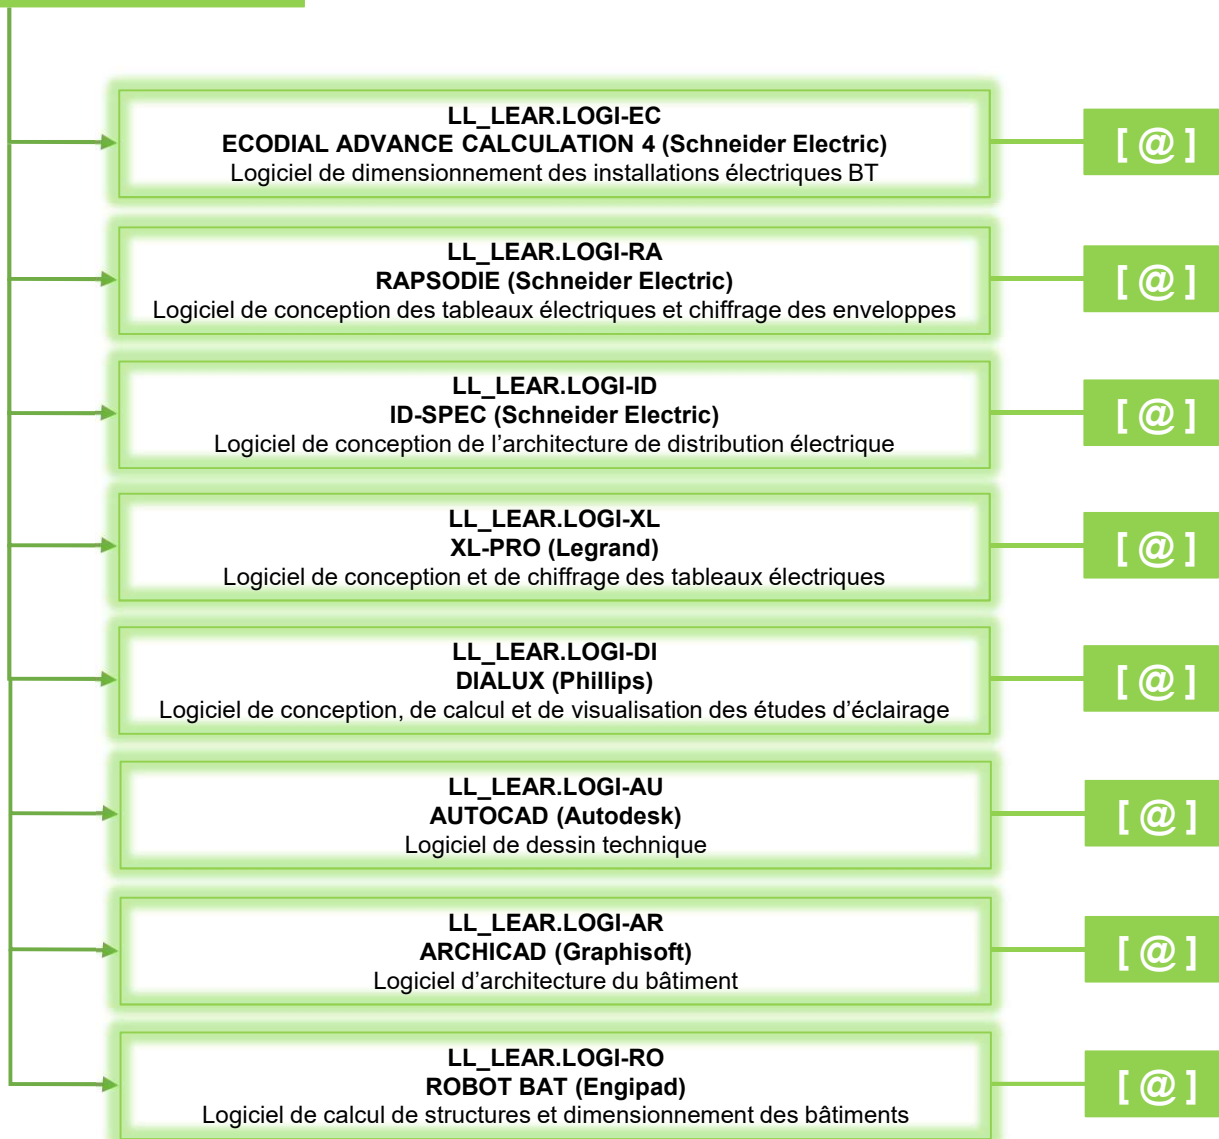 LL_LEAR.LOGI-EC
ECODIAL ADVANCE CALCULATION 4 (Schneider Electric)
Logiciel de dimensionnement des installations électriques BT
[ @ ]
LL_LEAR.LOGI-RA
RAPSODIE (Schneider Electric)
Logiciel de conception des tableaux électriques et chiffrage des enveloppes
[ @ ]
LL_LEAR.LOGI-ID
ID-SPEC (Schneider Electric)
Logiciel de conception de l’architecture de distribution électrique
[ @ ]
LL_LEAR.LOGI-XL
XL-PRO (Legrand)
Logiciel de conception et de chiffrage des tableaux électriques
[ @ ]
LL_LEAR.LOGI-DI
DIALUX (Phillips)
Logiciel de conception, de calcul et de visualisation des études d’éclairage
[ @ ]
LL_LEAR.LOGI-AU
AUTOCAD (Autodesk)
Logiciel de dessin technique
[ @ ]
LL_LEAR.LOGI-AR
ARCHICAD (Graphisoft)
Logiciel d’architecture du bâtiment
[ @ ]
LL_LEAR.LOGI-RO
ROBOT BAT (Engipad)
Logiciel de calcul de structures et dimensionnement des bâtiments
[ @ ]